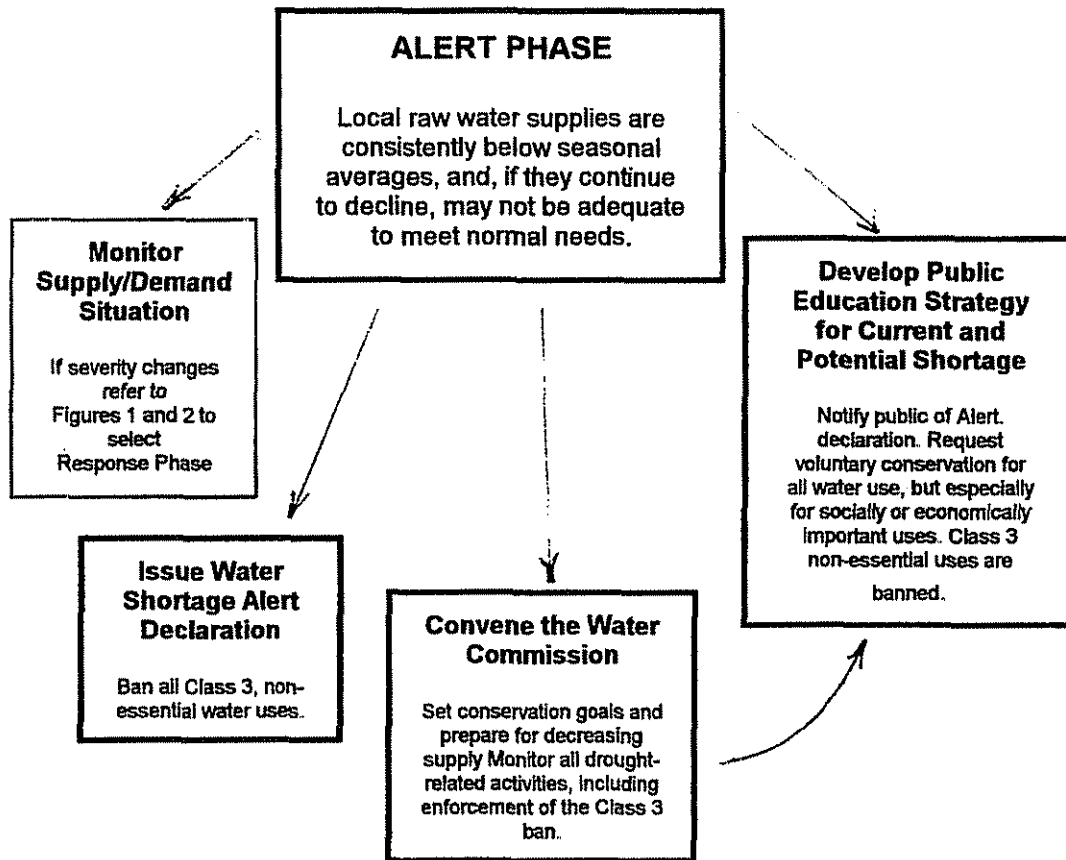 ALERT PHASE
Local raw water supplies are
consistently below seasonal
averages, and, if they continue
to decline, may not be adequate
to meet normal needs.
Monitor
Supply/Demand
Situation
If severity changes
refer to
Figures 1 and 2 to
select
Response Phase
Issue Water
Shortage Alert
Declaration
Ban all Class 3, non-
essential water uses.
Convene the Water
Commission
Set conservation goals and
prepare for decreasing
supply Monitor all drought-
related activities, including
enforcement of the Class 3
ban.
Develop Public
Education Strategy
for Current and
Potential Shortage
Notify public of Alert.
declaration. Request
voluntary conservation for
all water use, but especially
for socially or economically
important uses. Class 3
non-essential uses are
banned.